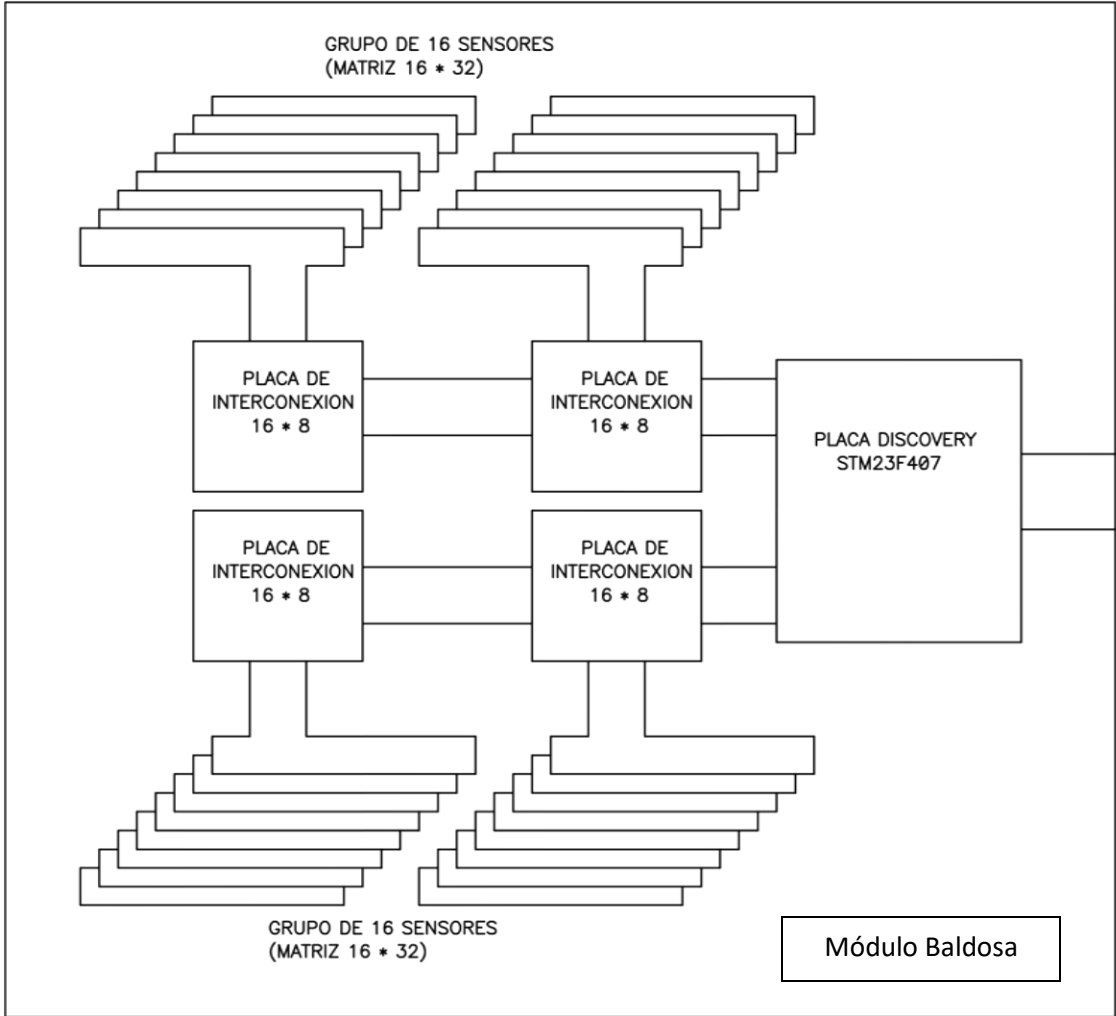 GRUPO DE 16 SENSORES
(MATRIZ 16 * 32)
PLACA DE
INTERCONEXION
16 * 8
PLACA DE
INTERCONEXION
16 * 8
PLACA DISCOVERY
STM23F407
PLACA DE
INTERCONEXION
16 * 8
PLACA DE
INTERCONEXION
16 * 8
GRUPO DE 16 SENSORES
(MATRIZ 16 * 32)
Módulo Baldosa